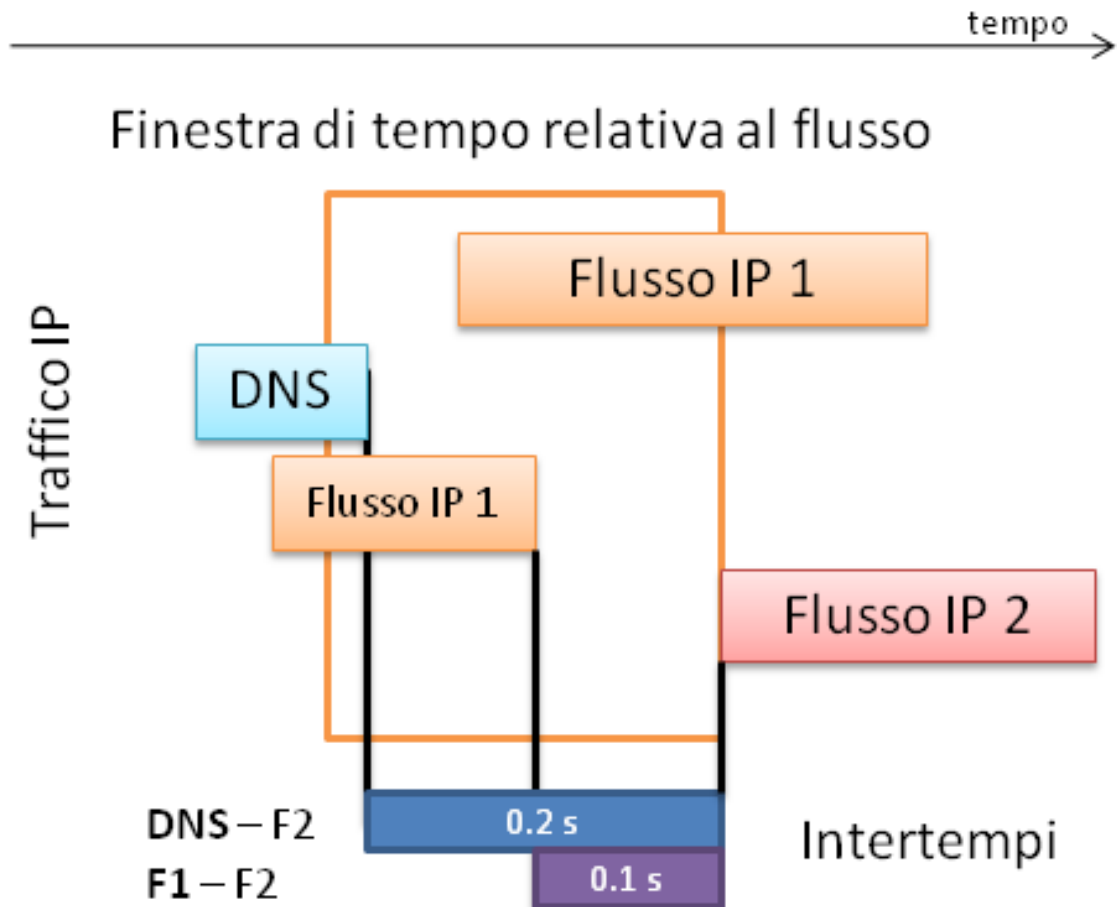 tempo
Finestra di tempo relativa al flusso
Traffico IP
Flusso IP 1
DNS
Flusso IP 1
Flusso IP 2
DNS – F2
0.2 s
Intertempi
F1 – F2
0.1 s